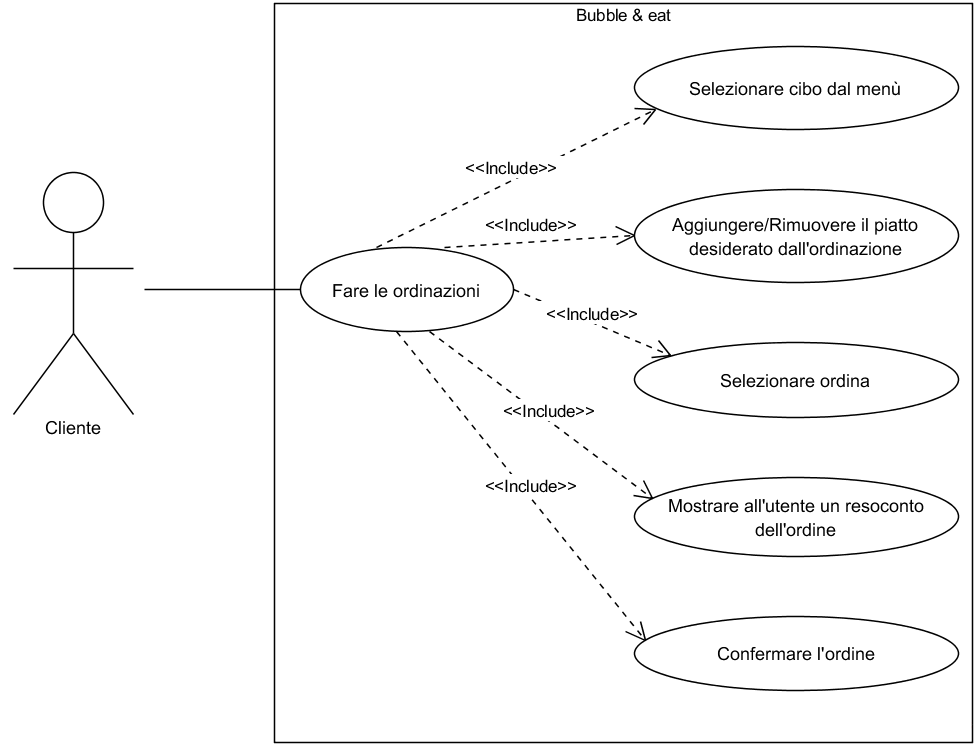 Bubble & eat
Selezionare cibo dal menù
<<Include>>
Aggiungere/Rimuovere il piatto
desiderato dall'ordinazione
<<Include>>
Fare le ordinazioni
<<Include>>
Selezionare ordina
<<Include>>
Cliente
<<Include>>
Mostrare all'utente un resoconto
dell'ordine
Confermare l'ordine